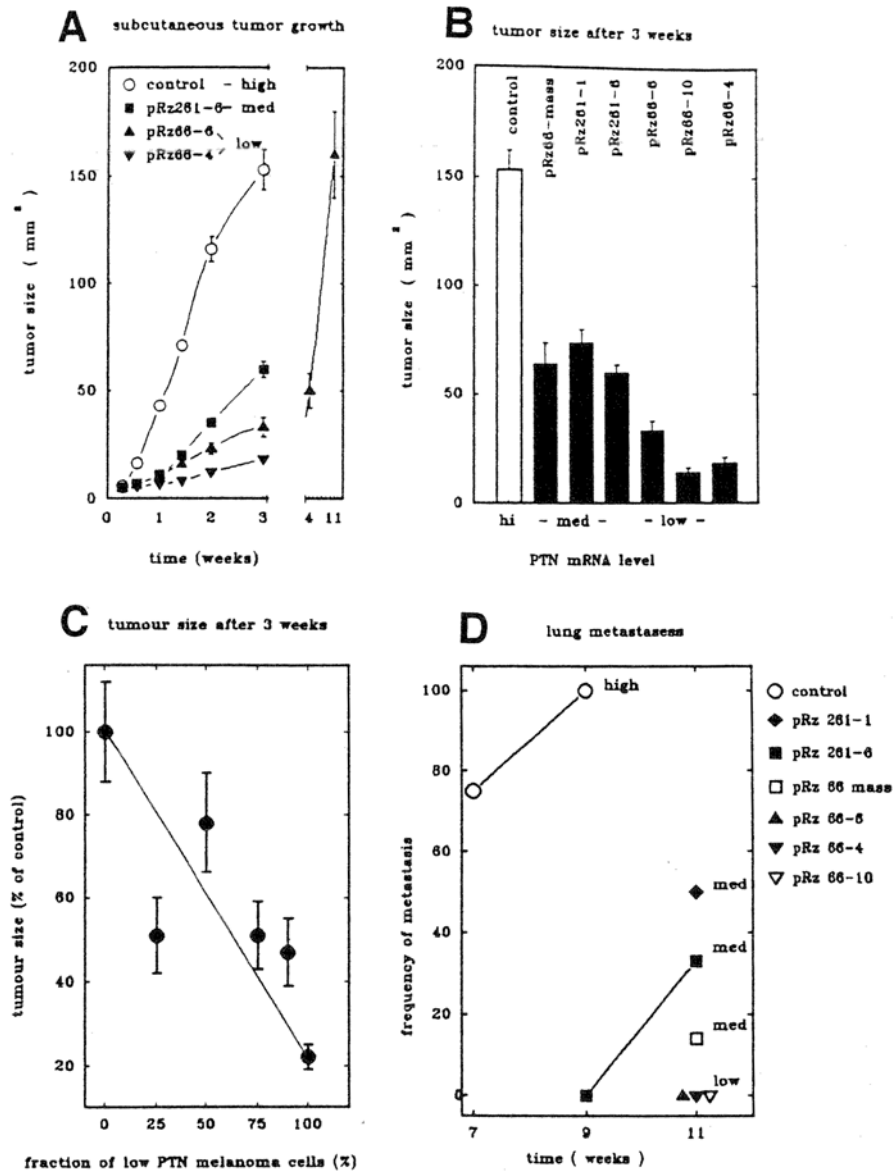 A subcutaneous tumor growth
200
150
100
50
0
tumor size ( mm² )
control – high
pRz261-6– med
pRz66-6
low
pRz66-4
0 1 2 3 4 11
time (weeks)
B tumor size after 3 weeks
200
150
100
50
0
tumor size ( mm² )
control
pRz66-mass
pRz261-1
pRz261-6
pRz66-6
pRz66-10
pRz66-4
hi – med – – low –
PTN mRNA level
C tumour size after 3 weeks
100
80
60
40
20
tumour size (% of control)
0 25 50 75 100
fraction of low PTN melanoma cells (%)
D lung metastasess
100
80
60
40
20
0
frequency of metastasis
high
med
med
med
low
7 9 11
time ( weeks )
control
pRz 261-1
pRz 261-6
pRz 66 mass
pRz 66-6
pRz 66-4
pRz 66-10